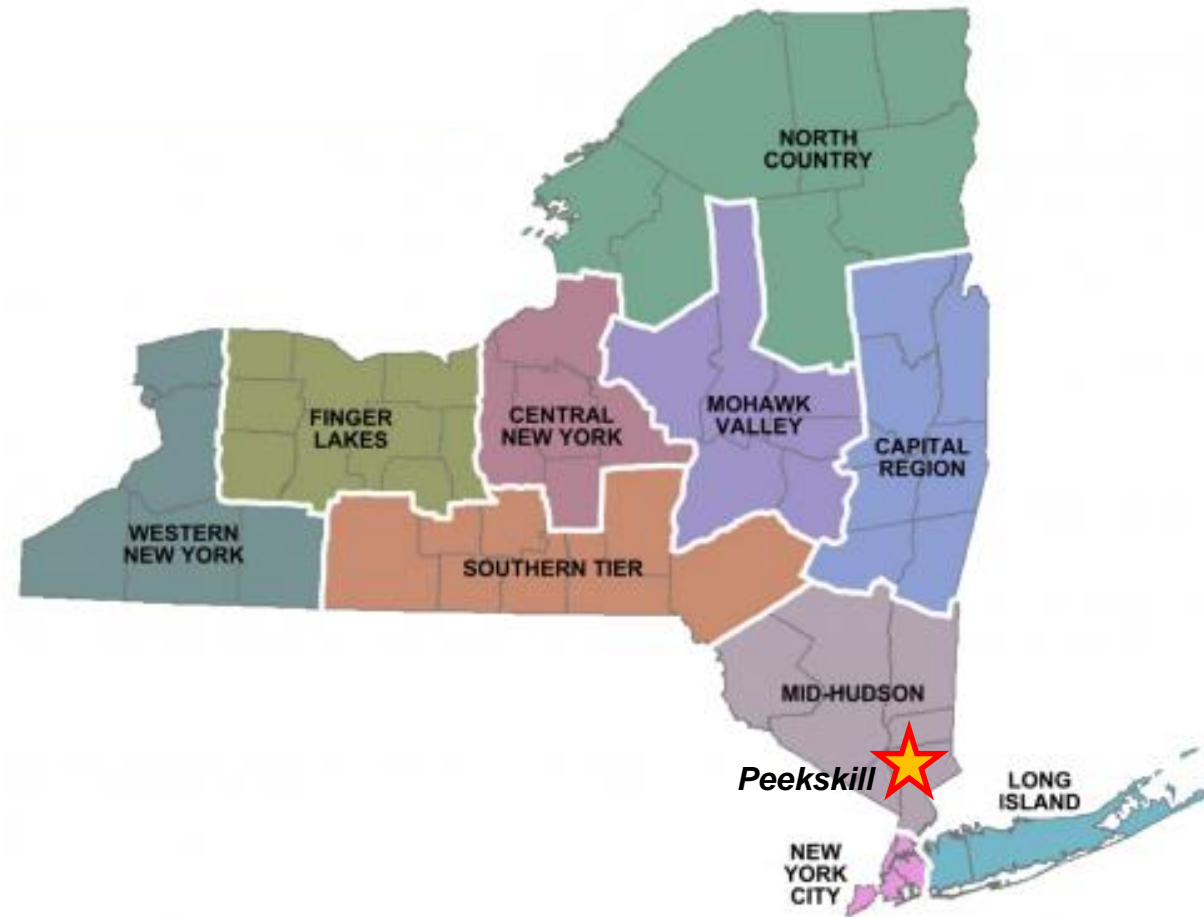 NORTH
COUNTRY
FINGER
LAKES
CENTRAL
NEW YORK
MOHAWK
VALLEY
CAPITAL
REGION
WESTERN
NEW YORK
SOUTHERN TIER
MID-HUDSON
Peekskill
LONG
ISLAND
NEW
YORK
CITY